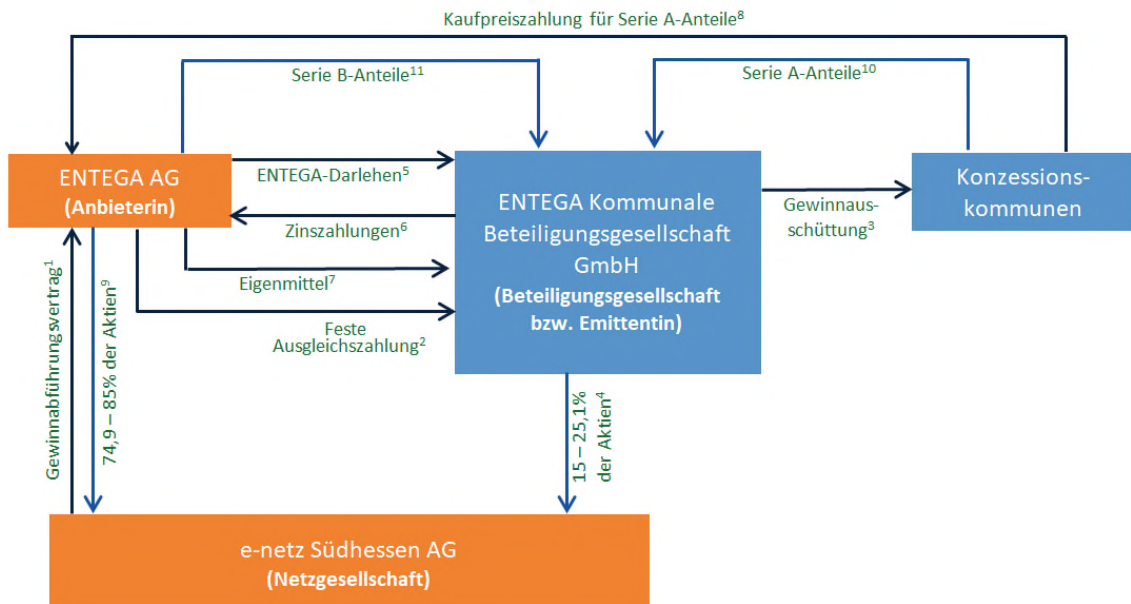 Kaufpreiszahlung für Serie A-Anteile⁸
Serie B-Anteile¹¹
Serie A-Anteile¹⁰
ENTEGA AG
(Anbieterin)
ENTEGA-Darlehen⁵
Zinszahlungen⁶
Eigenmittel⁷
Feste
Ausgleichszahlung²
ENTEGA Kommunale
Beteiligungsgesellschaft
GmbH
(Beteiligungsgesellschaft
bzw. Emittentin)
Gewinnaus-
schüttung³
Konzessions-
kommunen
Gewinnabführungsvertrag¹
74,9 – 85% der Aktien⁹
15 – 25,1%
der Aktien⁴
e-netz Südhessen AG
(Netzgesellschaft)